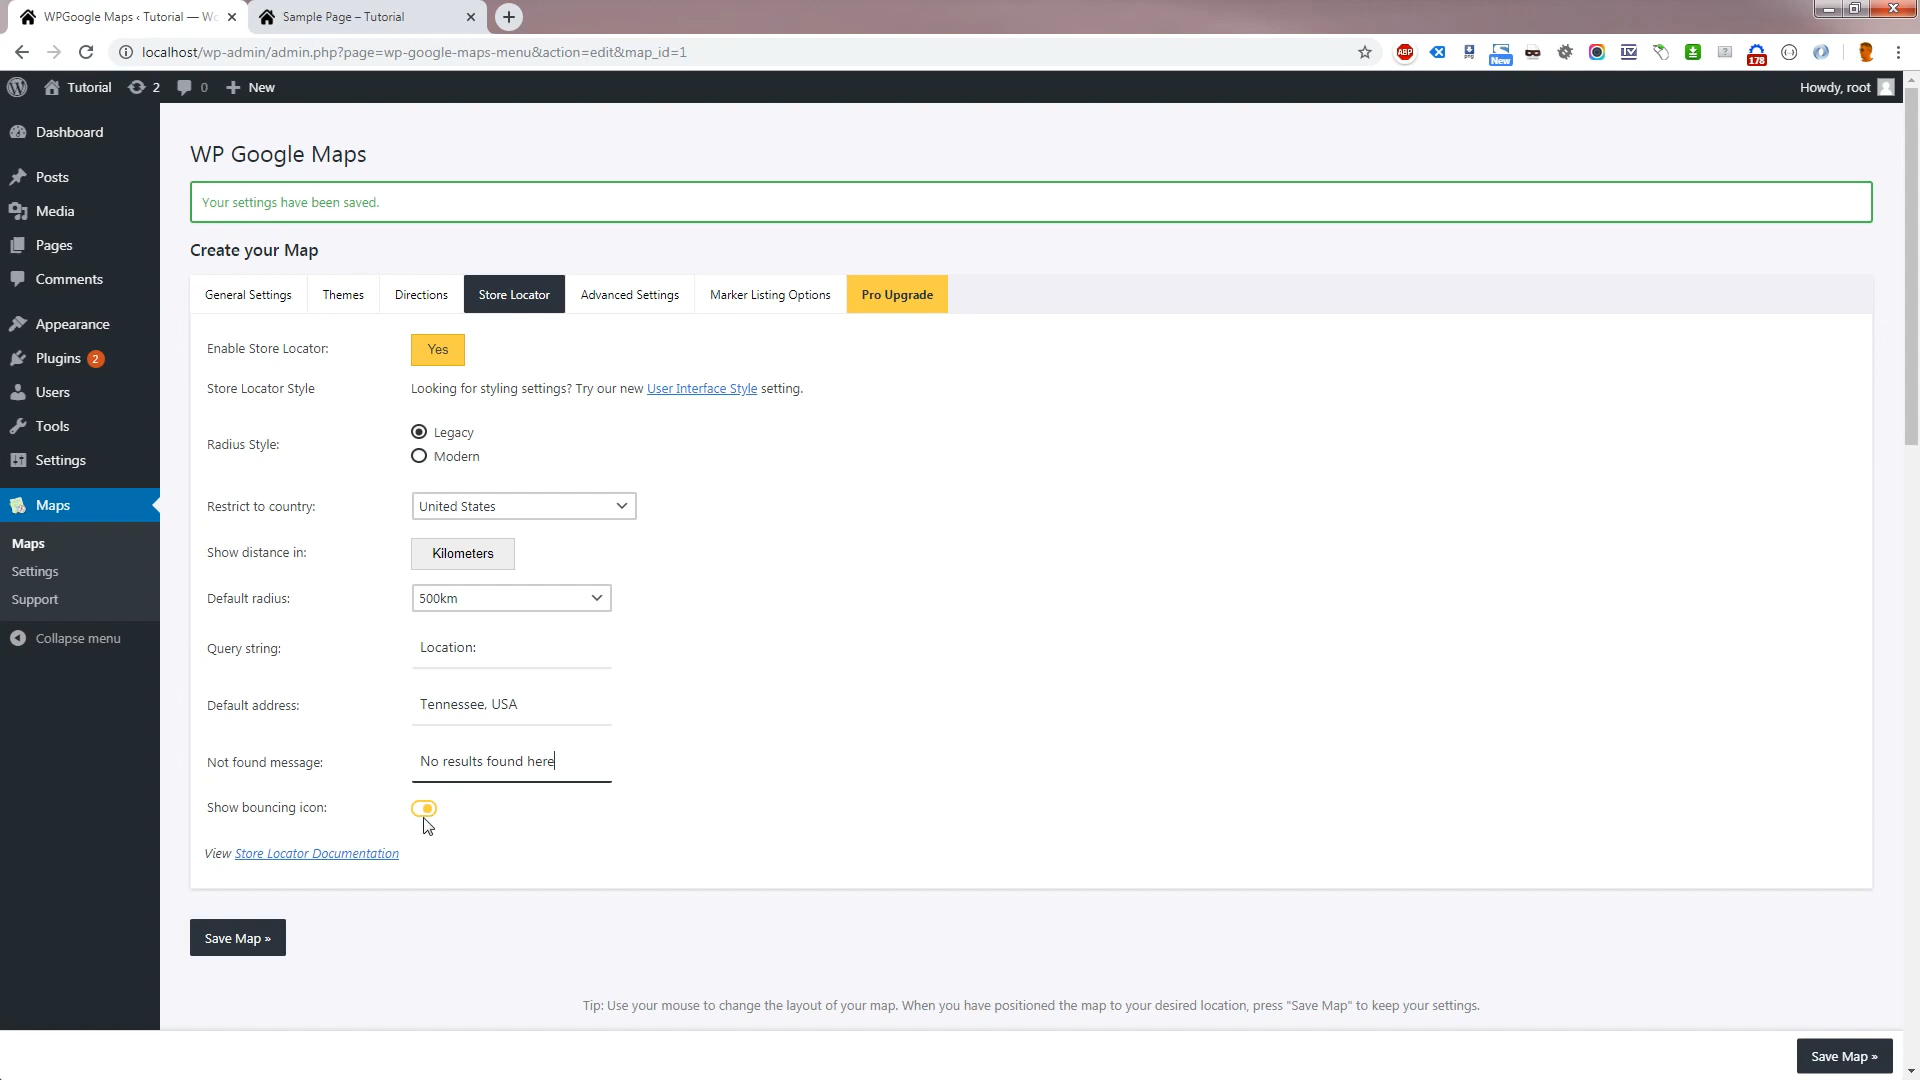 WPGoogle Maps ‹ Tutorial — Wo
Sample Page – Tutorial
localhost/wp-admin/admin.php?page=wp-google-maps-menu&action=edit&map_id=1
ABP
New
178
Tutorial
2
0
New
Howdy, root
Dashboard
Posts
Media
Pages
Comments
Appearance
Plugins 2
Users
Tools
Settings
Maps
Maps
Settings
Support
Collapse menu
WP Google Maps
Your settings have been saved.
Create your Map
General Settings
Themes
Directions
Store Locator
Advanced Settings
Marker Listing Options
Pro Upgrade
Enable Store Locator:
Yes
Store Locator Style
Looking for styling settings? Try our new User Interface Style setting.
Radius Style:
Legacy
Modern
Restrict to country:
United States
Show distance in:
Kilometers
Default radius:
500km
Query string:
Location:
Default address:
Tennessee, USA
Not found message:
No results found here
Show bouncing icon:
View Store Locator Documentation
Save Map »
Tip: Use your mouse to change the layout of your map. When you have positioned the map to your desired location, press "Save Map" to keep your settings.
Save Map »